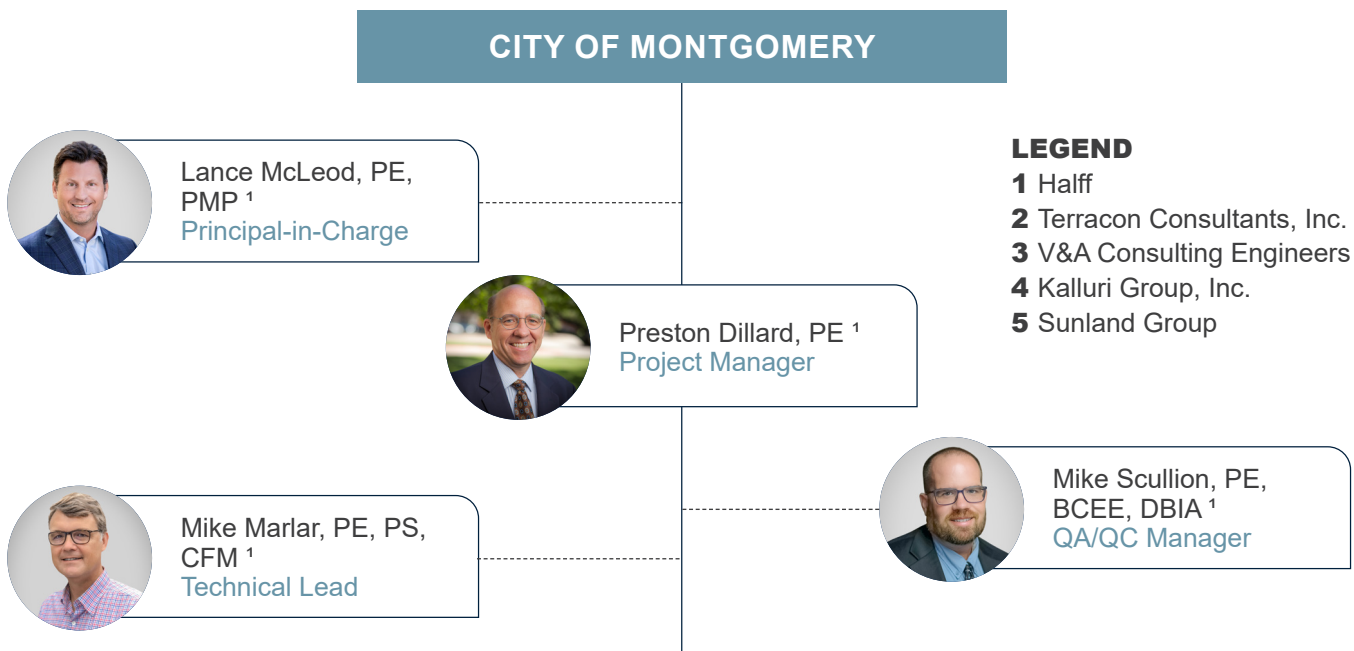 CITY OF MONTGOMERY
Lance McLeod, PE,
PMP ¹
Principal-in-Charge
LEGEND
1 Halff
2 Terracon Consultants, Inc.
3 V&A Consulting Engineers
4 Kalluri Group, Inc.
5 Sunland Group
Preston Dillard, PE ¹
Project Manager
Mike Scullion, PE,
BCEE, DBIA ¹
QA/QC Manager
Mike Marlar, PE, PS,
CFM ¹
Technical Lead